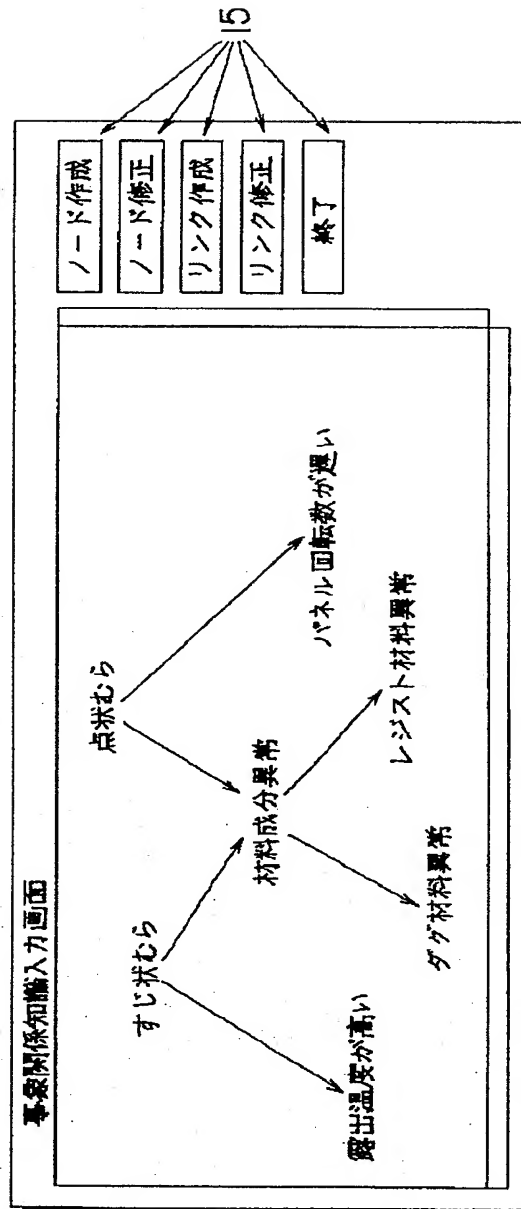 事象関係知識入力画面
点状むら
すじ状むら
材料成分異常
パネル回転数が遅い
露出温度が高い
レジスト材料異常
ダグ材料異常
ノード作成
ノード修正
リンク作成
リンク修正
終了
15